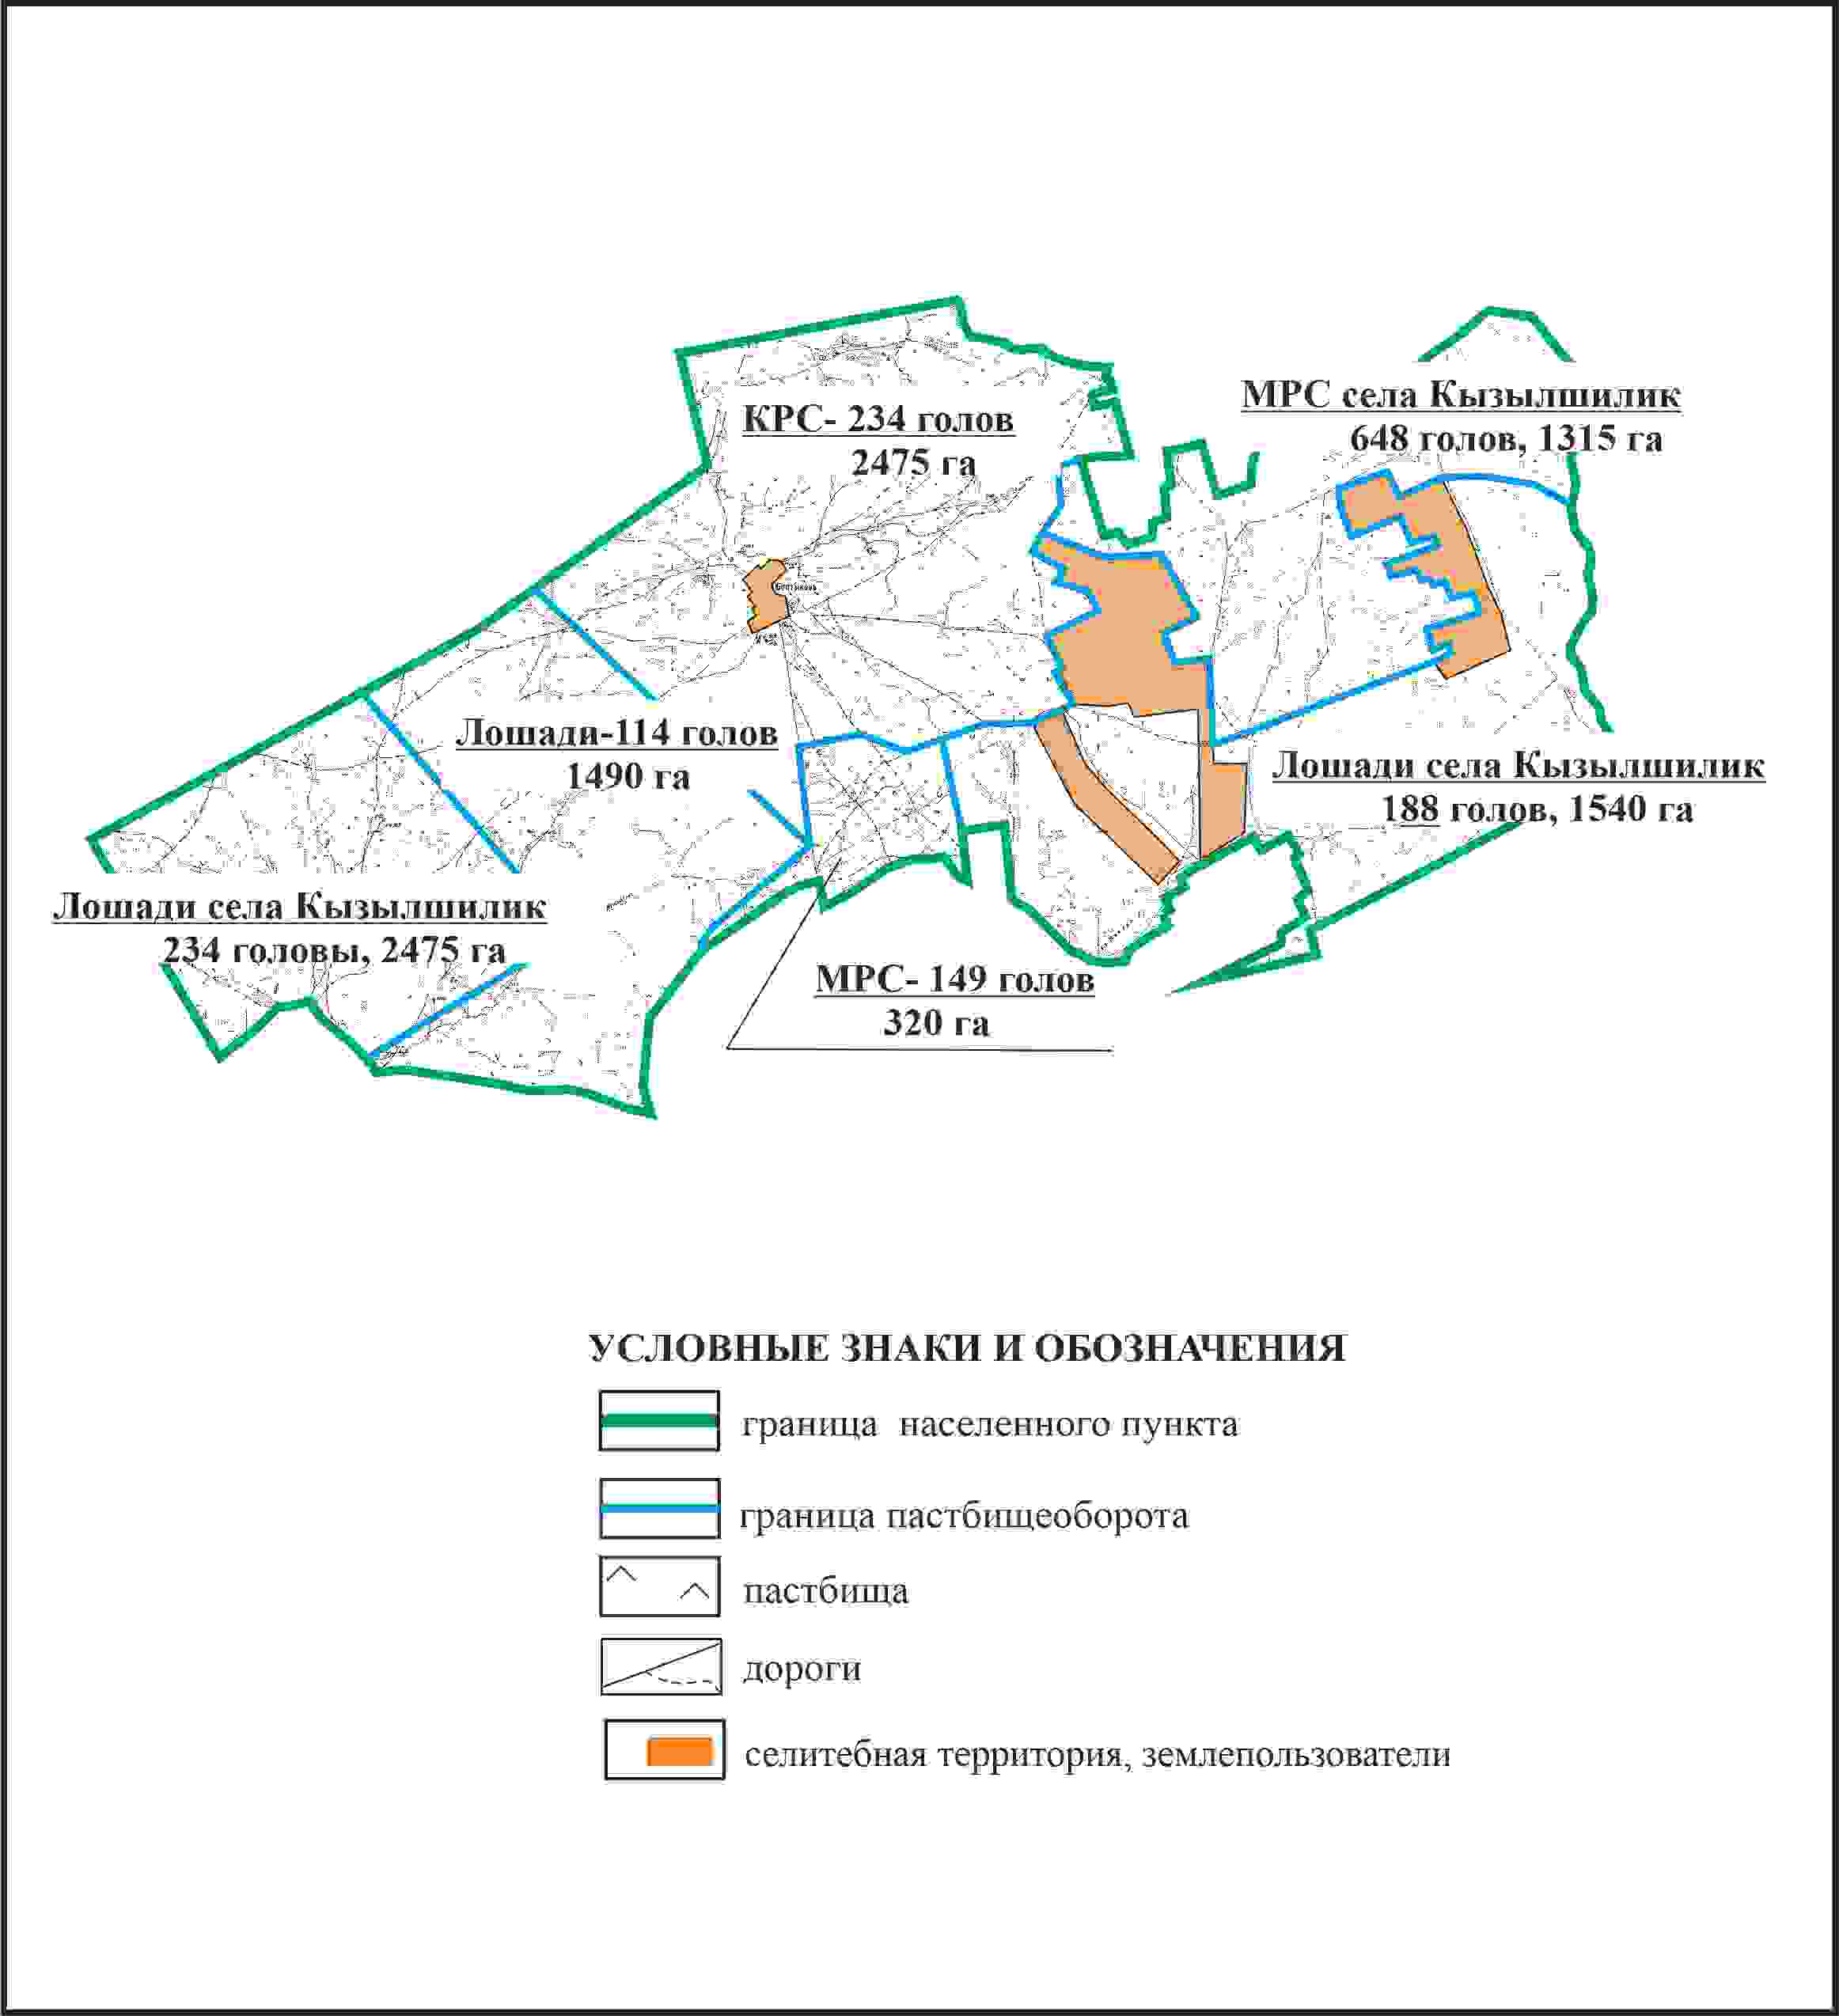 КРС- 234 голов
2475 га
МРС села Кызылшилик
648 голов, 1315 га
Лошади-114 голов
1490 га
Лошади села Кызылшилик
188 голов, 1540 га
Лошади села Кызылшилик
234 головы, 2475 га
МРС- 149 голов
320 га
УСЛОВНЫЕ ЗНАКИ И ОБОЗНАЧЕНИЯ
граница населенного пункта
граница пастбищеоборота
пастбища
дороги
селитебная территория, землепользователи